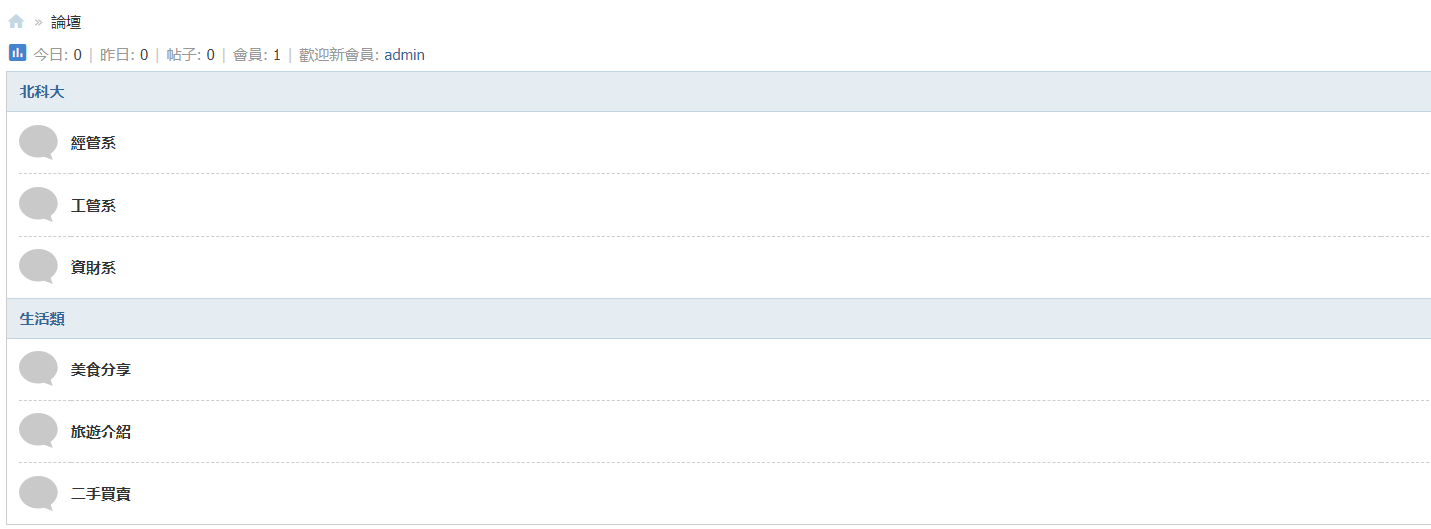 » 論壇
今日: 0 | 昨日: 0 | 帖子: 0 | 會員: 1 | 歡迎新會員: admin
北科大
經管系
工管系
資財系
生活類
美食分享
旅遊介紹
二手買賣